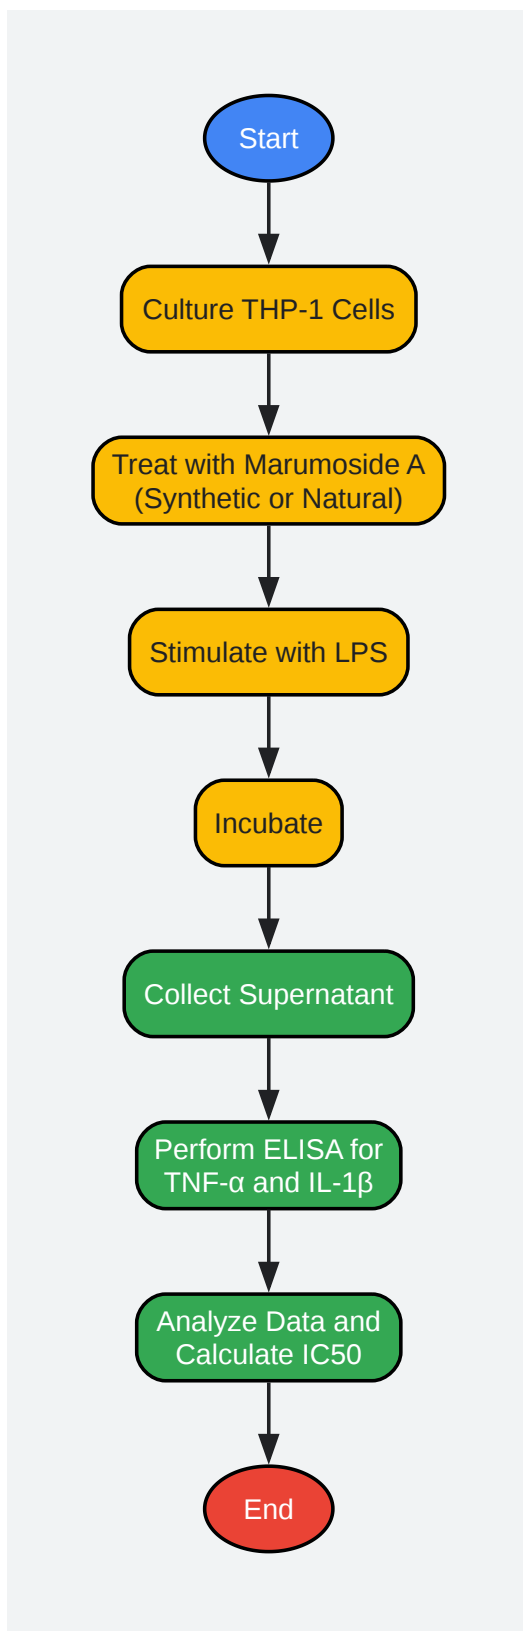 Start
Culture THP-1 Cells
Treat with Marumoside A
(Synthetic or Natural)
Stimulate with LPS
Incubate
Collect Supernatant
Perform ELISA for
TNF-α and IL-1β
Analyze Data and
Calculate IC50
End